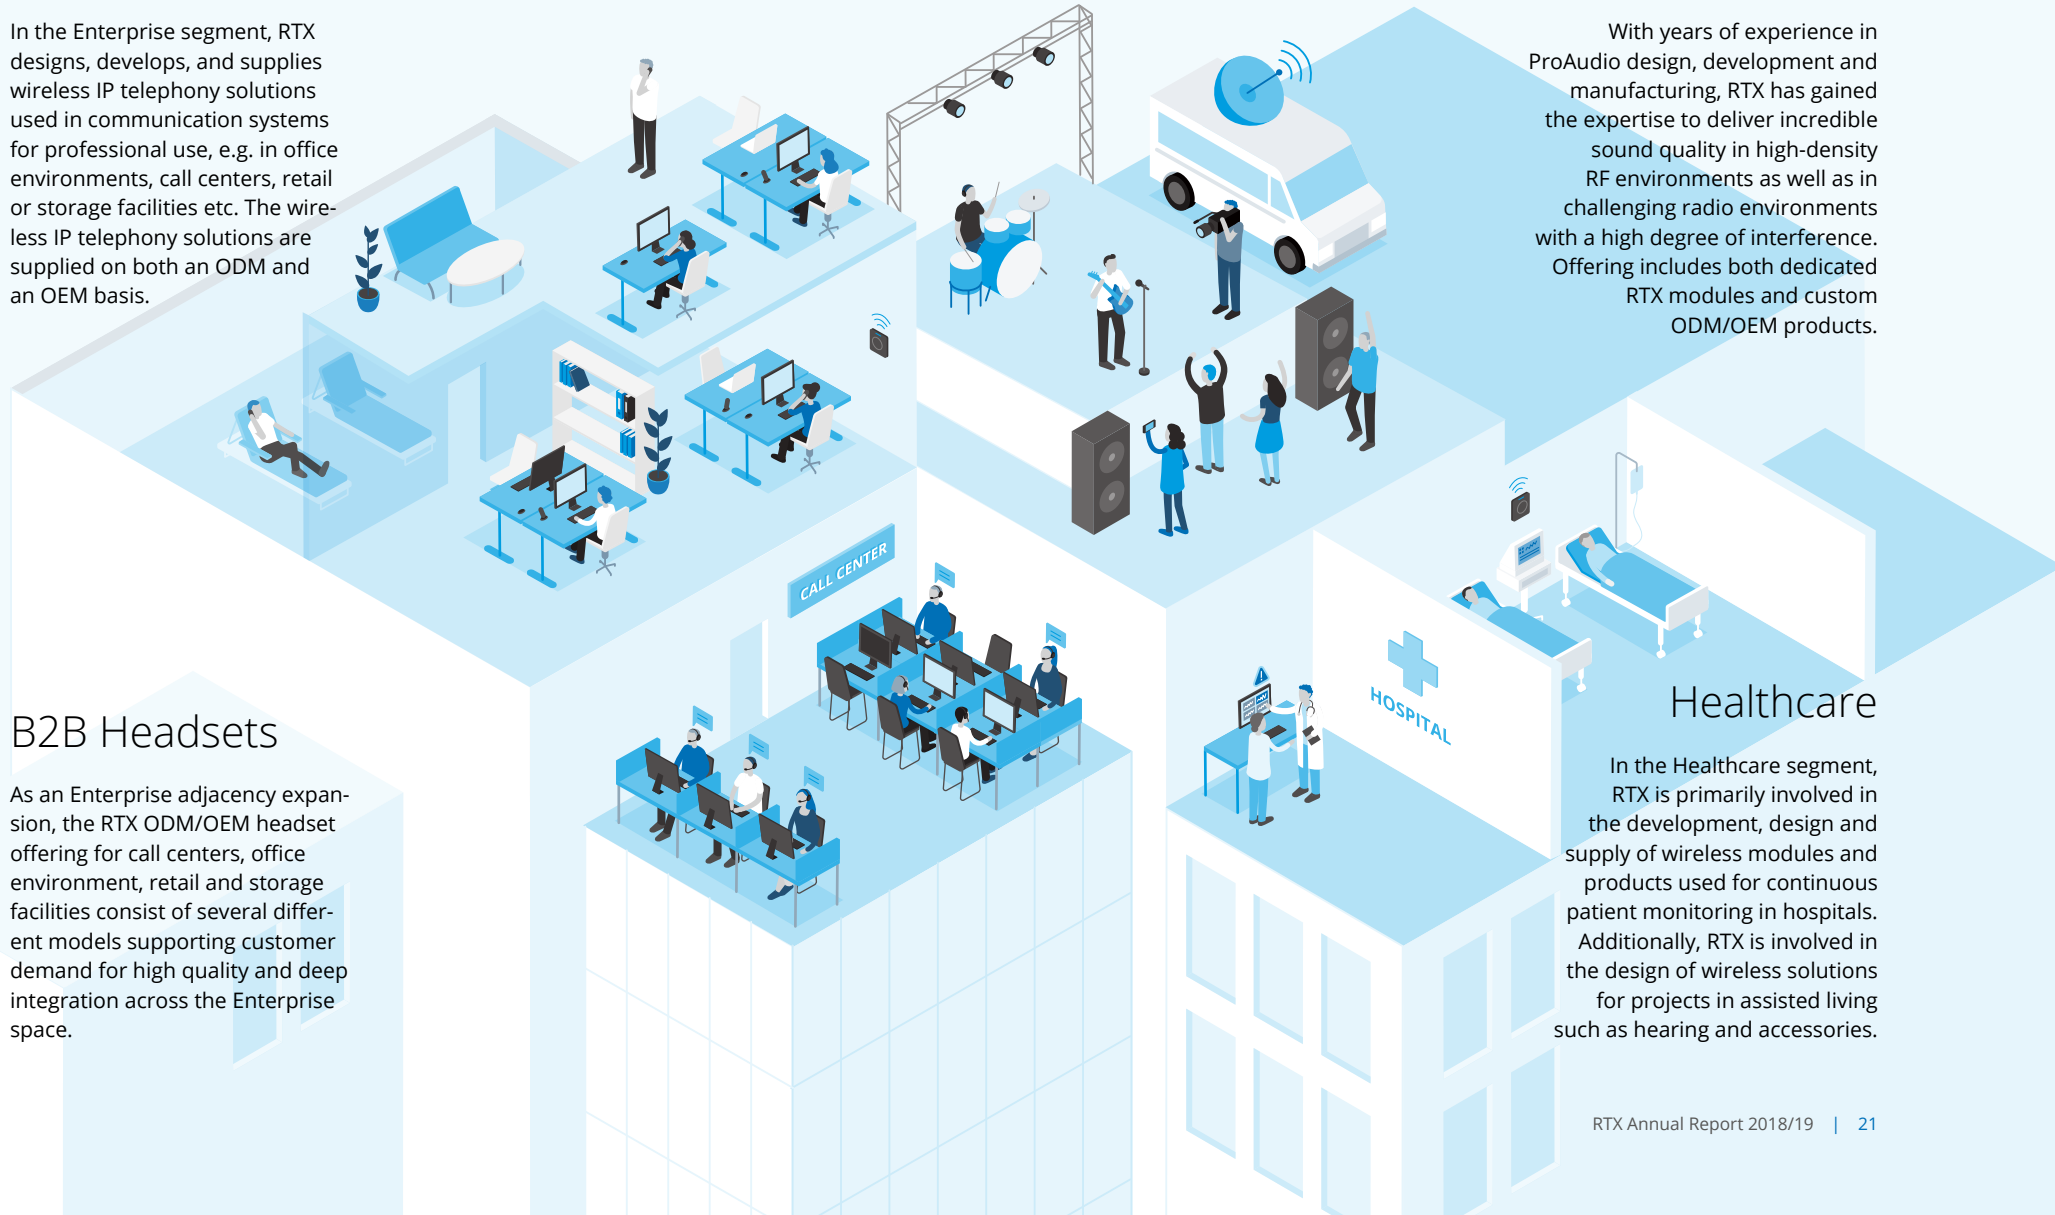 In the Enterprise segment, RTX
designs, develops, and supplies
wireless IP telephony solutions
used in communication systems
for professional use, e.g. in office
environments, call centers, retail
or storage facilities etc. The wire-
less IP telephony solutions are
supplied on both an ODM and
an OEM basis.
With years of experience in
ProAudio design, development and
manufacturing, RTX has gained
the expertise to deliver incredible
sound quality in high-density
RF environments as well as in
challenging radio environments
with a high degree of interference.
Offering includes both dedicated
RTX modules and custom
ODM/OEM products.
CALL CENTER
HOSPITAL
B2B Headsets
As an Enterprise adjacency expan-
sion, the RTX ODM/OEM headset
offering for call centers, office
environment, retail and storage
facilities consist of several differ-
ent models supporting customer
demand for high quality and deep
integration across the Enterprise
space.
Healthcare
In the Healthcare segment,
RTX is primarily involved in
the development, design and
supply of wireless modules and
products used for continuous
patient monitoring in hospitals.
Additionally, RTX is involved in
the design of wireless solutions
for projects in assisted living
such as hearing and accessories.
RTX Annual Report 2018/19 | 21